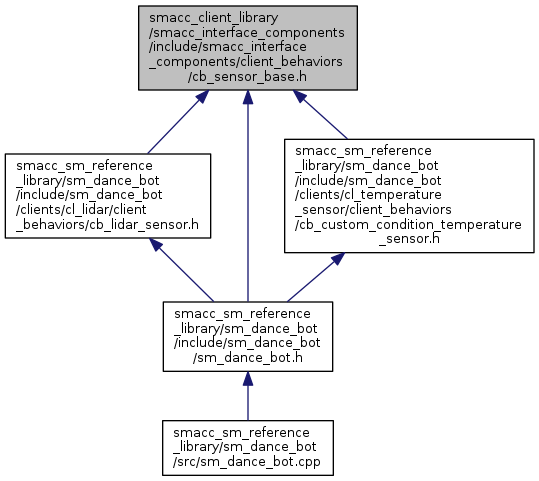 smacc_client_library
/smacc_interface_components
/include/smacc_interface
_components/client_behaviors
/cb_sensor_base.h
smacc_sm_reference
_library/sm_dance_bot
/include/sm_dance_bot
/clients/cl_lidar/client
_behaviors/cb_lidar_sensor.h
smacc_sm_reference
_library/sm_dance_bot
/include/sm_dance_bot
/clients/cl_temperature
_sensor/client_behaviors
/cb_custom_condition_temperature
_sensor.h
smacc_sm_reference
_library/sm_dance_bot
/include/sm_dance_bot
/sm_dance_bot.h
smacc_sm_reference
_library/sm_dance_bot
/src/sm_dance_bot.cpp